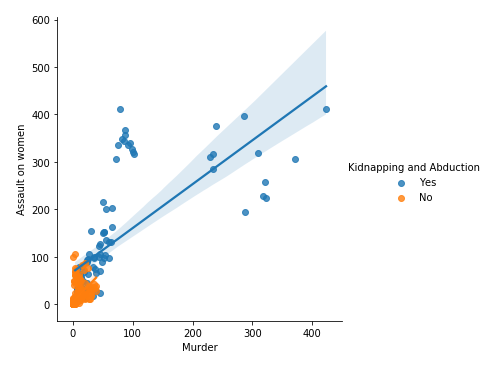 600
500
400
300
200
100
0
Assault on women
0 100 200 300 400
Murder
Kidnapping and Abduction
Yes
No